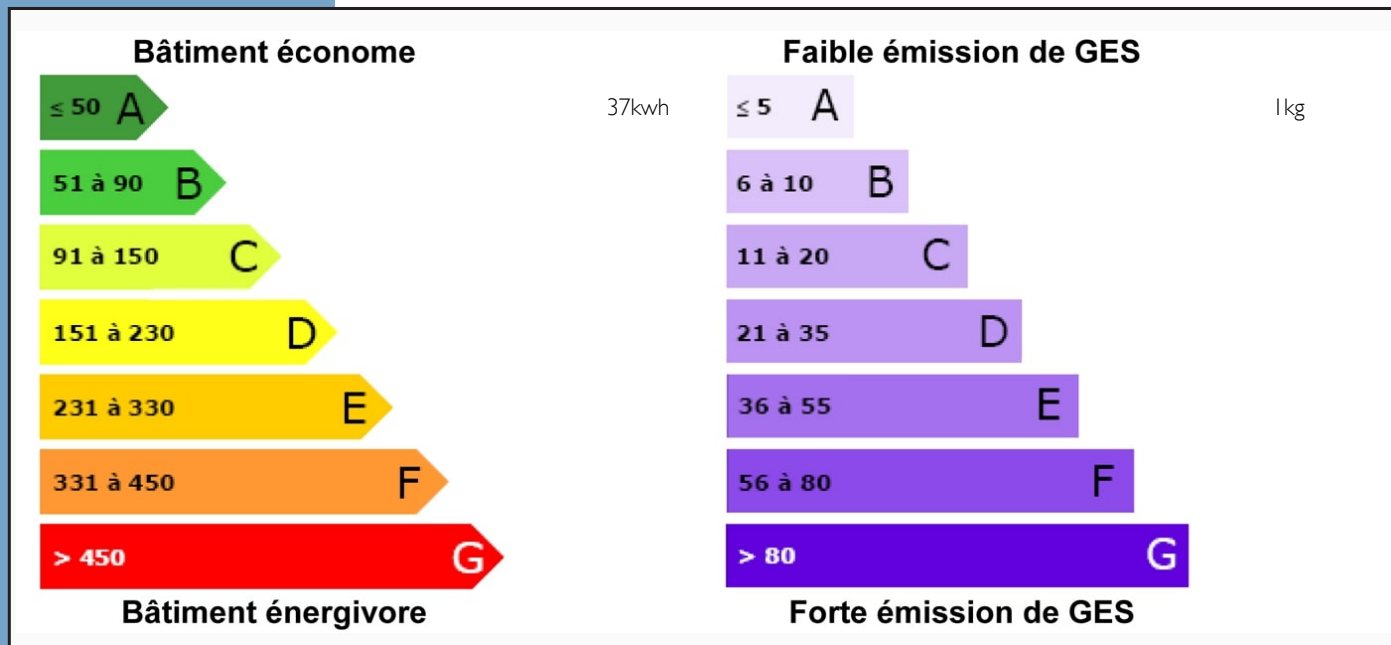 Bâtiment économe
≤ 50 A
37kwh
51 à 90 B
91 à 150 C
151 à 230 D
231 à 330 E
331 à 450 F
> 450 G
Bâtiment énergivore
Faible émission de GES
≤ 5 A
1kg
6 à 10 B
11 à 20 C
21 à 35 D
36 à 55 E
56 à 80 F
> 80 G
Forte émission de GES